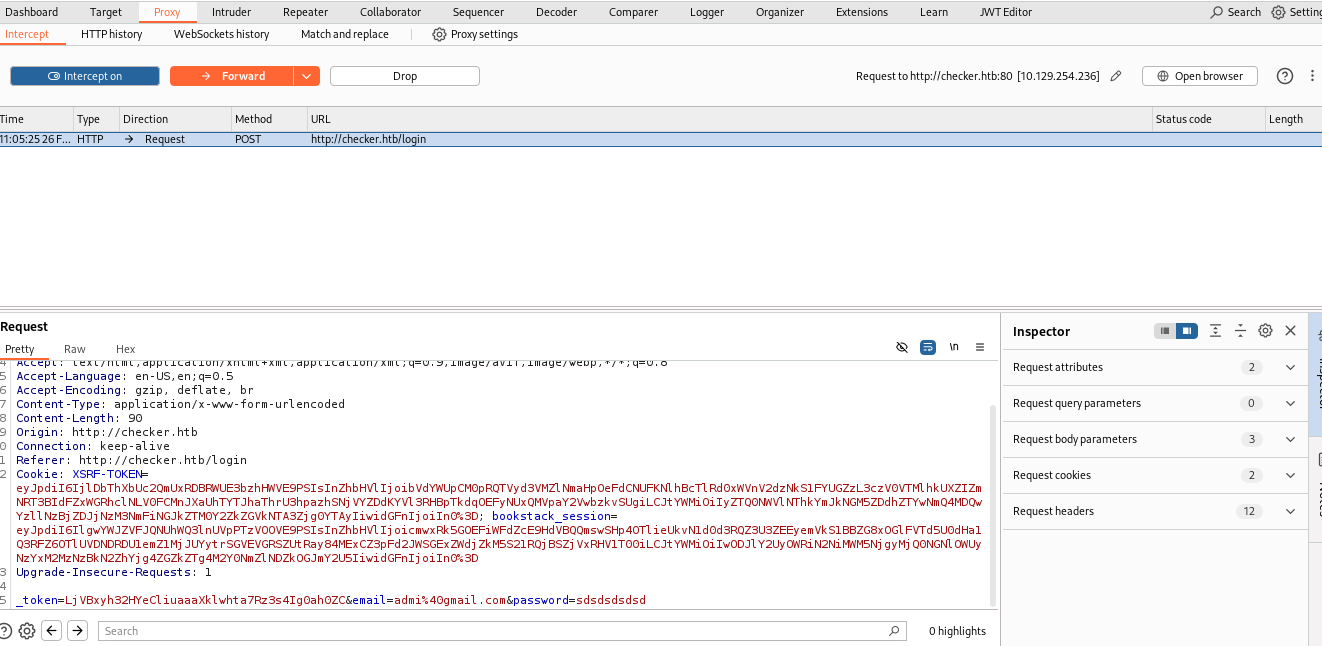 Dashboard Target Proxy Intruder Repeater Collaborator Sequencer Decoder Comparer Logger Organizer Extensions Learn JWT Editor Search Setting
Intercept HTTP history WebSockets history Match and replace Proxy settings
Intercept on Forward Drop Request to http://checker.htb:80 [10.129.254.236] Open browser
Time Type Direction Method URL Status code Length
11:05:25 26 F... HTTP → Request POST http://checker.htb/login
Request
Pretty Raw Hex \n
4 Accept: text/html,application/xhtml+xml,application/xml;q=0.9,image/avif,image/webp,*/*;q=0.8
5 Accept-Language: en-US,en;q=0.5
6 Accept-Encoding: gzip, deflate, br
7 Content-Type: application/x-www-form-urlencoded
8 Content-Length: 90
9 Origin: http://checker.htb
0 Connection: keep-alive
1 Referer: http://checker.htb/login
2 Cookie: XSRF-TOKEN=
bookstack_session=
3 Upgrade-Insecure-Requests: 1
4
5 _token=LjVBxyh32HYeCliuaaaXklwhta7Rz3s4Ig0ah0ZC&email=admi%40gmail.com&password=sdsdsdsdsd
Search 0 highlights
Inspector
Request attributes 2
Request query parameters 0
Request body parameters 3
Request cookies 2
Request headers 12